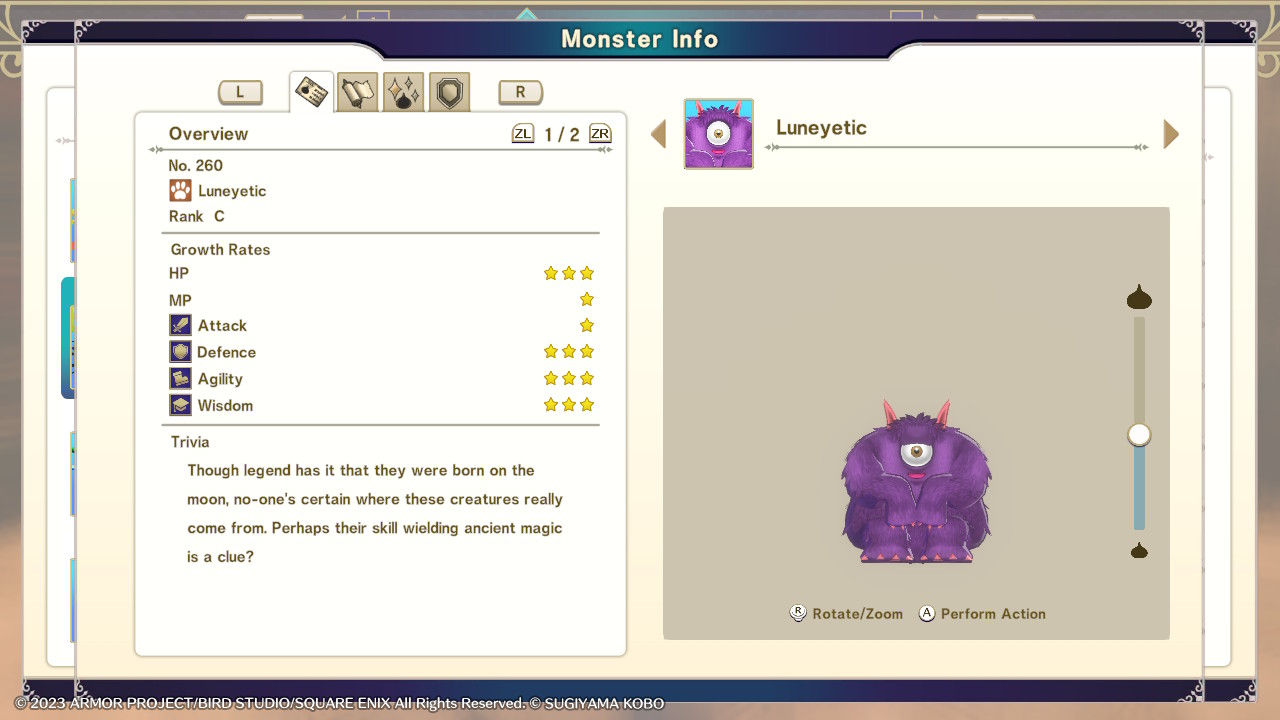 Monster Info
L
R
Overview
ZL 1 / 2 ZR
No. 260
Luneyetic
Rank C
Growth Rates
HP
MP
Attack
Defence
Agility
Wisdom
Trivia
Though legend has it that they were born on the
moon, no-one's certain where these creatures really
come from. Perhaps their skill wielding ancient magic
is a clue?
Luneyetic
R Rotate/Zoom A Perform Action
© 2023 ARMOR PROJECT/BIRD STUDIO/SQUARE ENIX All Rights Reserved. © SUGIYAMA KOBO